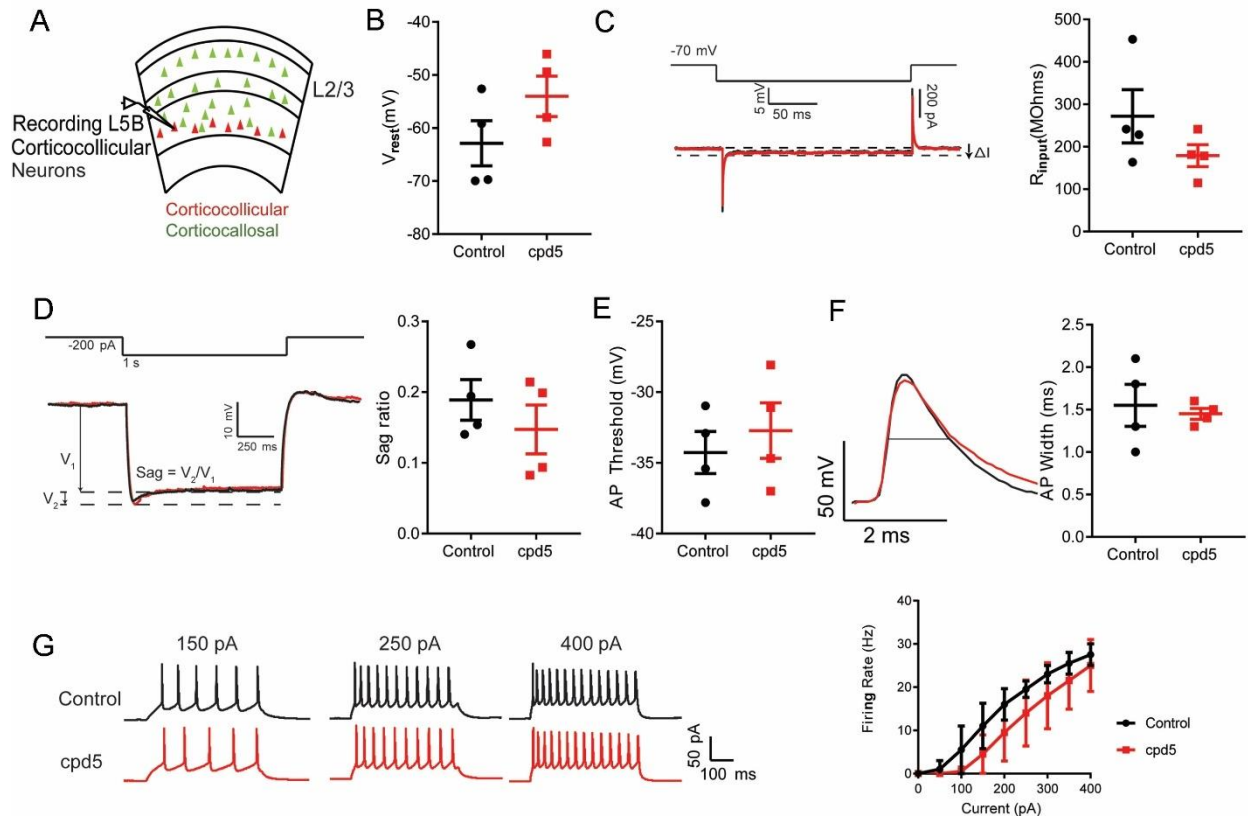 A
L2/3
Recording L5B
Corticocollicular
Neurons
Corticocollicular
Corticocallosal
B
Vrest(mV)
-40
-50
-60
-70
-80
Control
cpd5
C
-70 mV
5 mV
50 ms
200 pA
ΔI
Rinput(MOhms)
500
400
300
200
100
0
Control
cpd5
D
-200 pA
1 s
10 mV
250 ms
V1
Sag = V2/V1
V2
Sag ratio
0.3
0.2
0.1
0.0
Control
cpd5
E
AP Threshold (mV)
-25
-30
-35
-40
Control
cpd5
F
50 mV
2 ms
AP Width (ms)
2.5
2.0
1.5
1.0
0.5
0.0
Control
cpd5
G
150 pA
250 pA
400 pA
Control
cpd5
50 pA
100 ms
Firing Rate (Hz)
40
30
20
10
0
0
100
200
300
400
Current (pA)
Control
cpd5